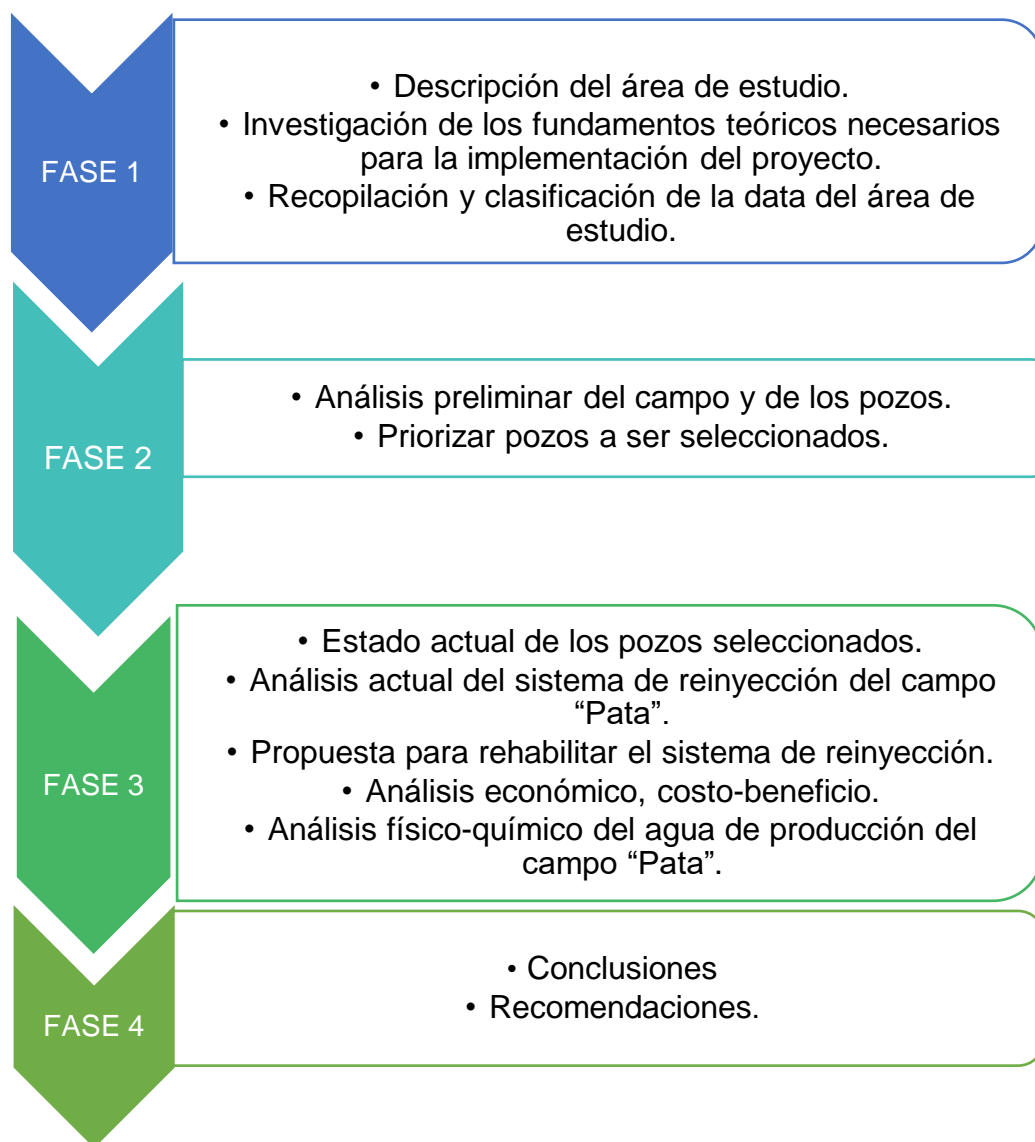 FASE 1
• Descripción del área de estudio.
• Investigación de los fundamentos teóricos necesarios
para la implementación del proyecto.
• Recopilación y clasificación de la data del área de
estudio.
FASE 2
• Análisis preliminar del campo y de los pozos.
• Priorizar pozos a ser seleccionados.
FASE 3
• Estado actual de los pozos seleccionados.
• Análisis actual del sistema de reinyección del campo
“Pata”.
• Propuesta para rehabilitar el sistema de reinyección.
• Análisis económico, costo-beneficio.
• Análisis físico-químico del agua de producción del
campo “Pata”.
FASE 4
• Conclusiones
• Recomendaciones.